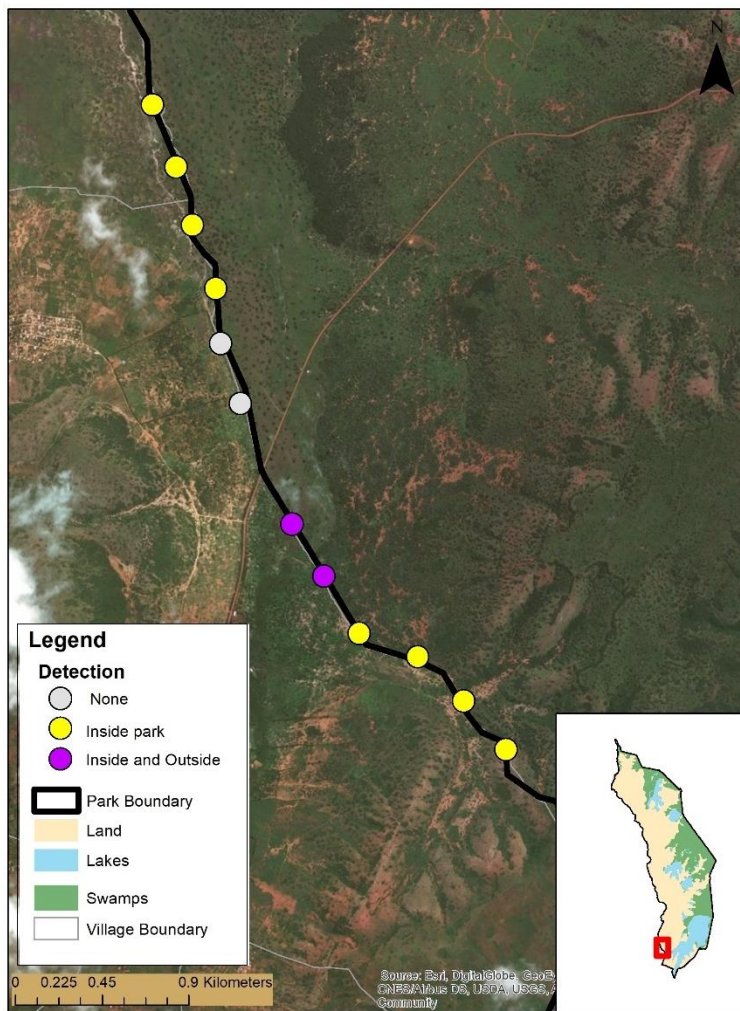 N
Legend
Detection
None
Inside park
Inside and Outside
Park Boundary
Land
Lakes
Swamps
Village Boundary
0 0.225 0.45 0.9 Kilometers
Source: Esri, DigitalGlobe,
CNES/Airbus DS, USDA, USGS,
Community